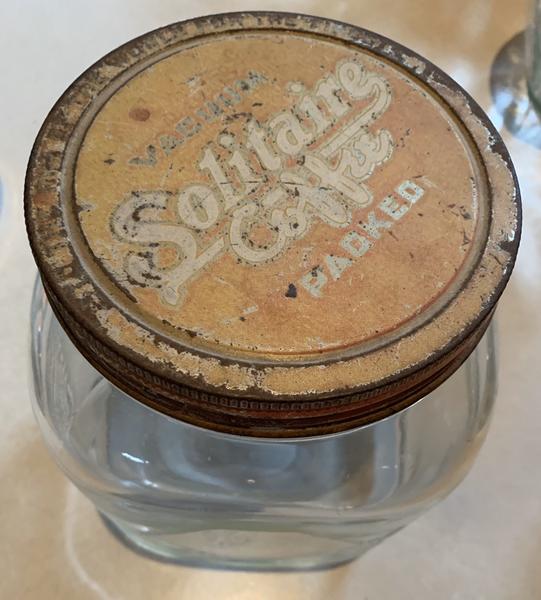 VACUUM
Solitaire
Coffee
PACKED